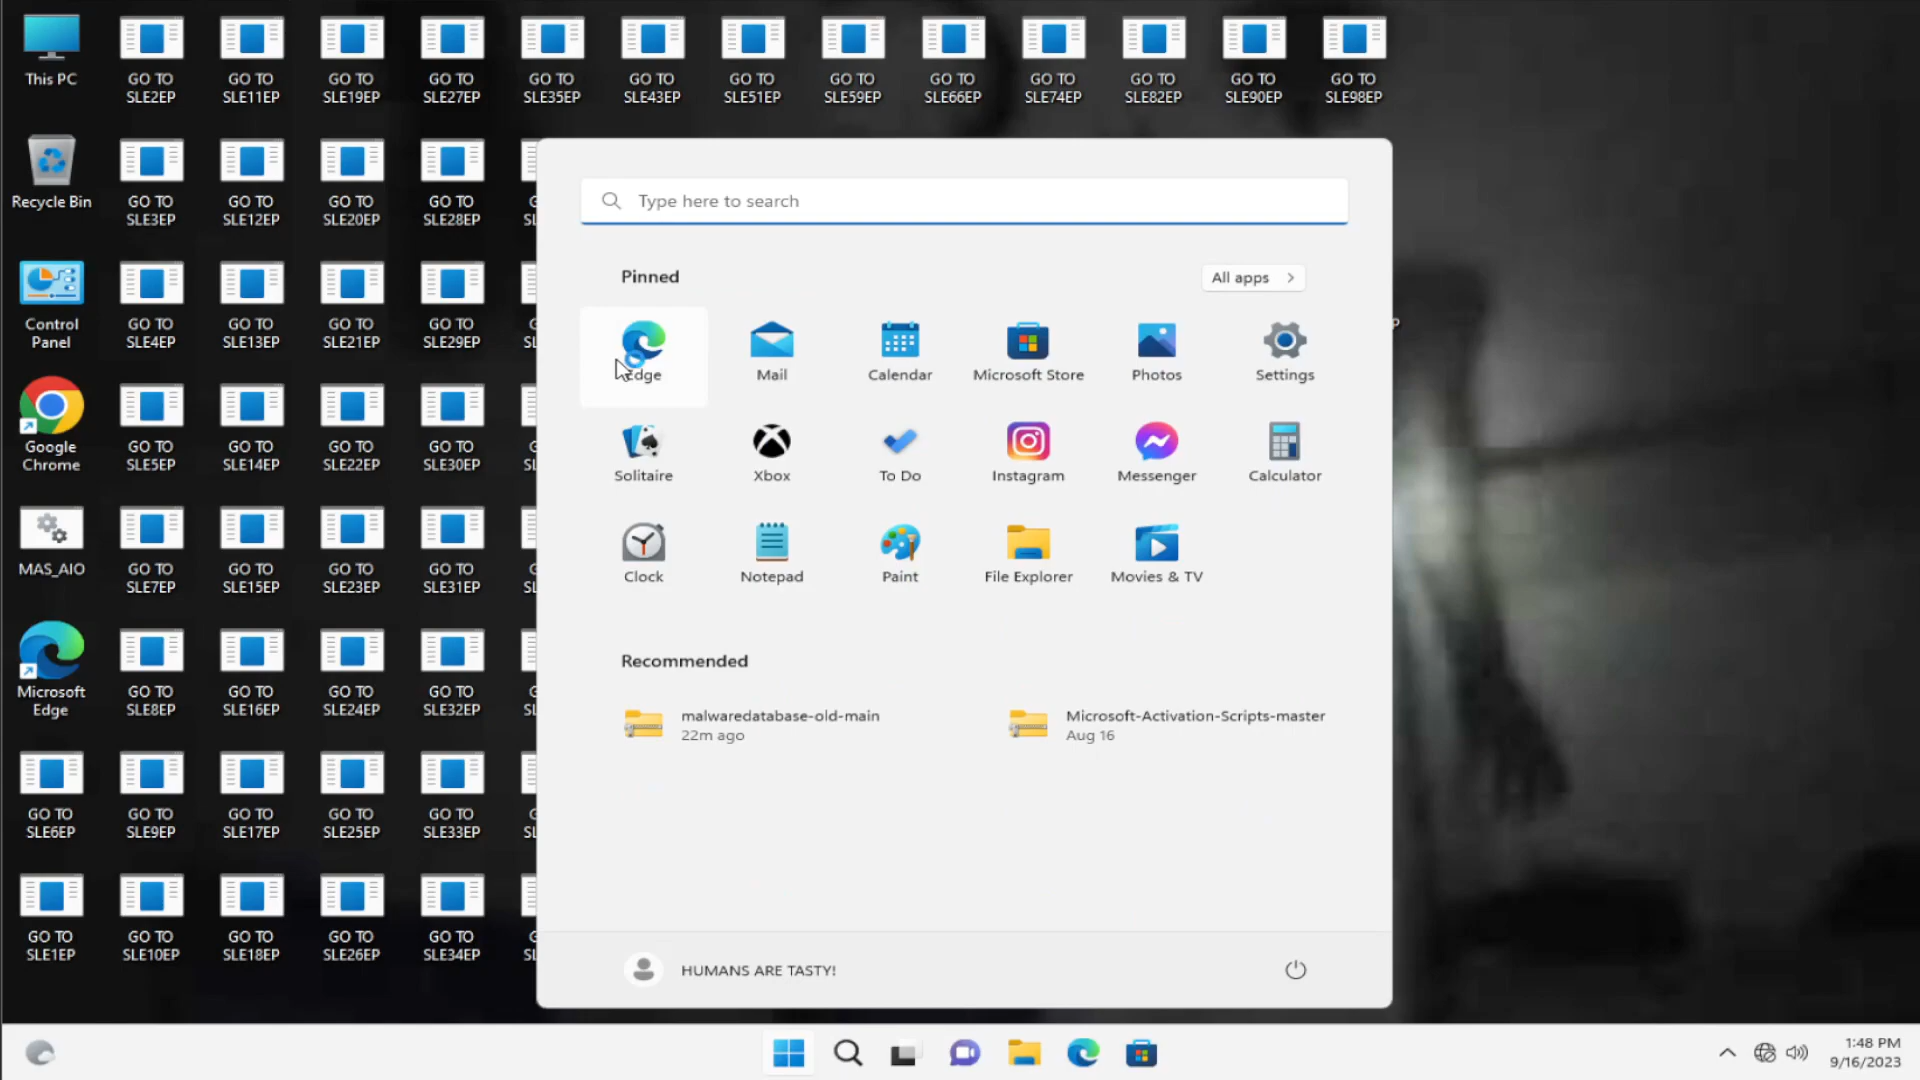 This PC
GO TO SLE2EP
GO TO SLE11EP
GO TO SLE19EP
GO TO SLE27EP
GO TO SLE35EP
GO TO SLE43EP
GO TO SLE51EP
GO TO SLE59EP
GO TO SLE66EP
GO TO SLE74EP
GO TO SLE82EP
GO TO SLE90EP
GO TO SLE98EP
Recycle Bin
GO TO SLE3EP
GO TO SLE12EP
GO TO SLE20EP
GO TO SLE28EP
Control Panel
GO TO SLE4EP
GO TO SLE13EP
GO TO SLE21EP
GO TO SLE29EP
Google Chrome
GO TO SLE5EP
GO TO SLE14EP
GO TO SLE22EP
GO TO SLE30EP
MAS_AIO
GO TO SLE7EP
GO TO SLE15EP
GO TO SLE23EP
GO TO SLE31EP
Microsoft Edge
GO TO SLE8EP
GO TO SLE16EP
GO TO SLE24EP
GO TO SLE32EP
GO TO SLE6EP
GO TO SLE9EP
GO TO SLE17EP
GO TO SLE25EP
GO TO SLE33EP
GO TO SLE1EP
GO TO SLE10EP
GO TO SLE18EP
GO TO SLE26EP
GO TO SLE34EP
Type here to search
Pinned
All apps
Edge
Mail
Calendar
Microsoft Store
Photos
Settings
Solitaire
Xbox
To Do
Instagram
Messenger
Calculator
Clock
Notepad
Paint
File Explorer
Movies & TV
Recommended
malwaredatabase-old-main
22m ago
Microsoft-Activation-Scripts-master
Aug 16
HUMANS ARE TASTY!
1:48 PM
9/16/2023